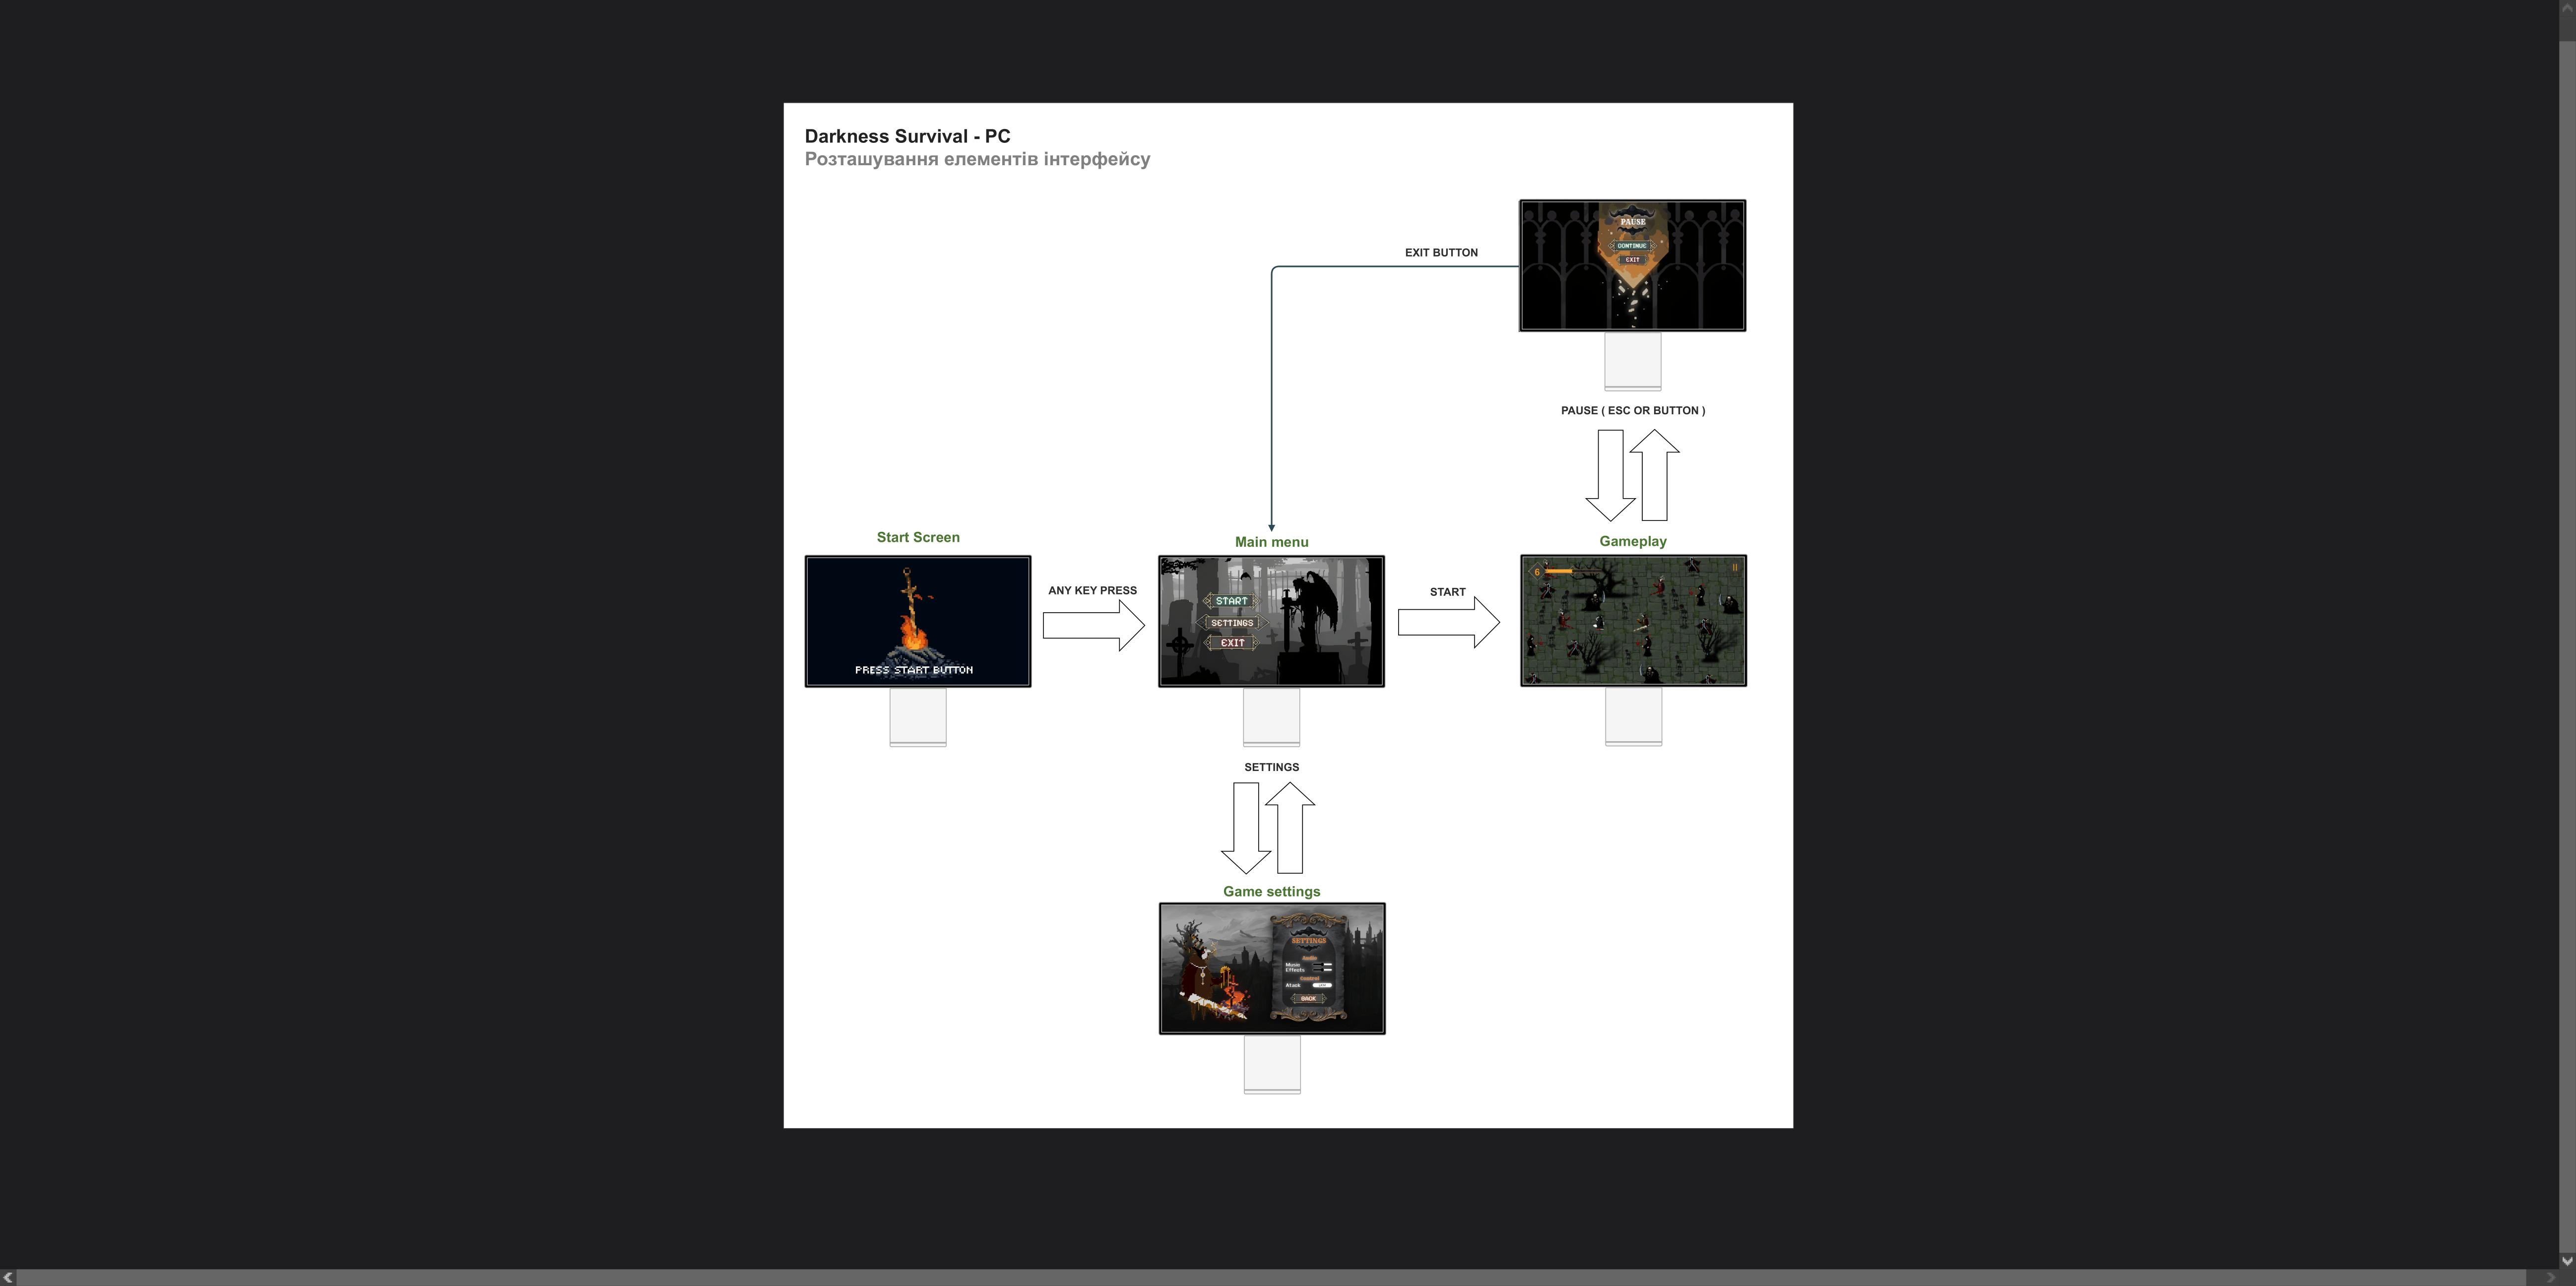 Darkness Survival - PC
Розташування елементів інтерфейсу
PAUSE
CONTINUE
EXIT
EXIT BUTTON
PAUSE ( ESC OR BUTTON )
Start Screen
Main menu
Gameplay
PRESS START BUTTON
ANY KEY PRESS
START
SETTINGS
EXIT
START
6
SETTINGS
Game settings
SETTINGS
Audio
Music
Effects
Control
Atack
BACK